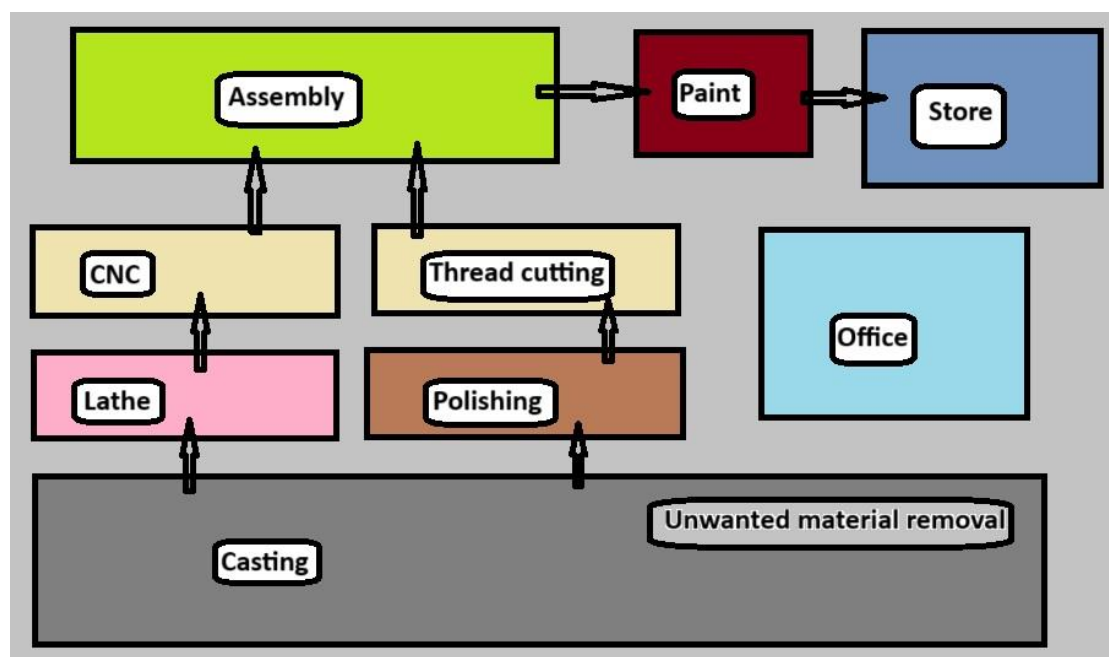 Assembly
Paint
Store
CNC
Thread cutting
Office
Lathe
Polishing
Unwanted material removal
Casting